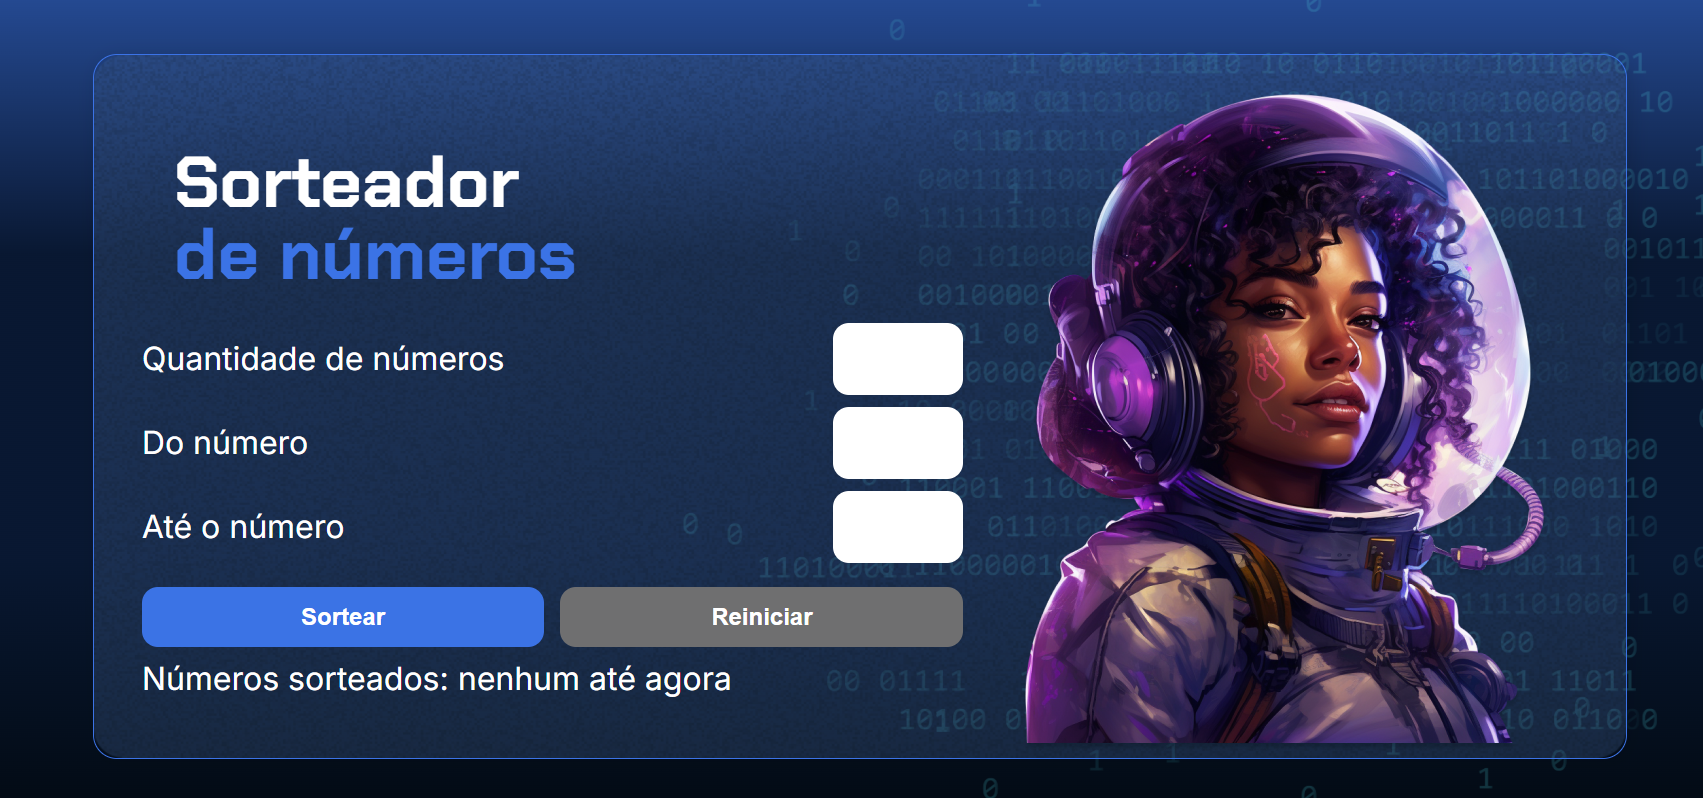 Sorteador
de números
Quantidade de números
Do número
Até o número
Sortear
Reiniciar
Números sorteados: nenhum até agora